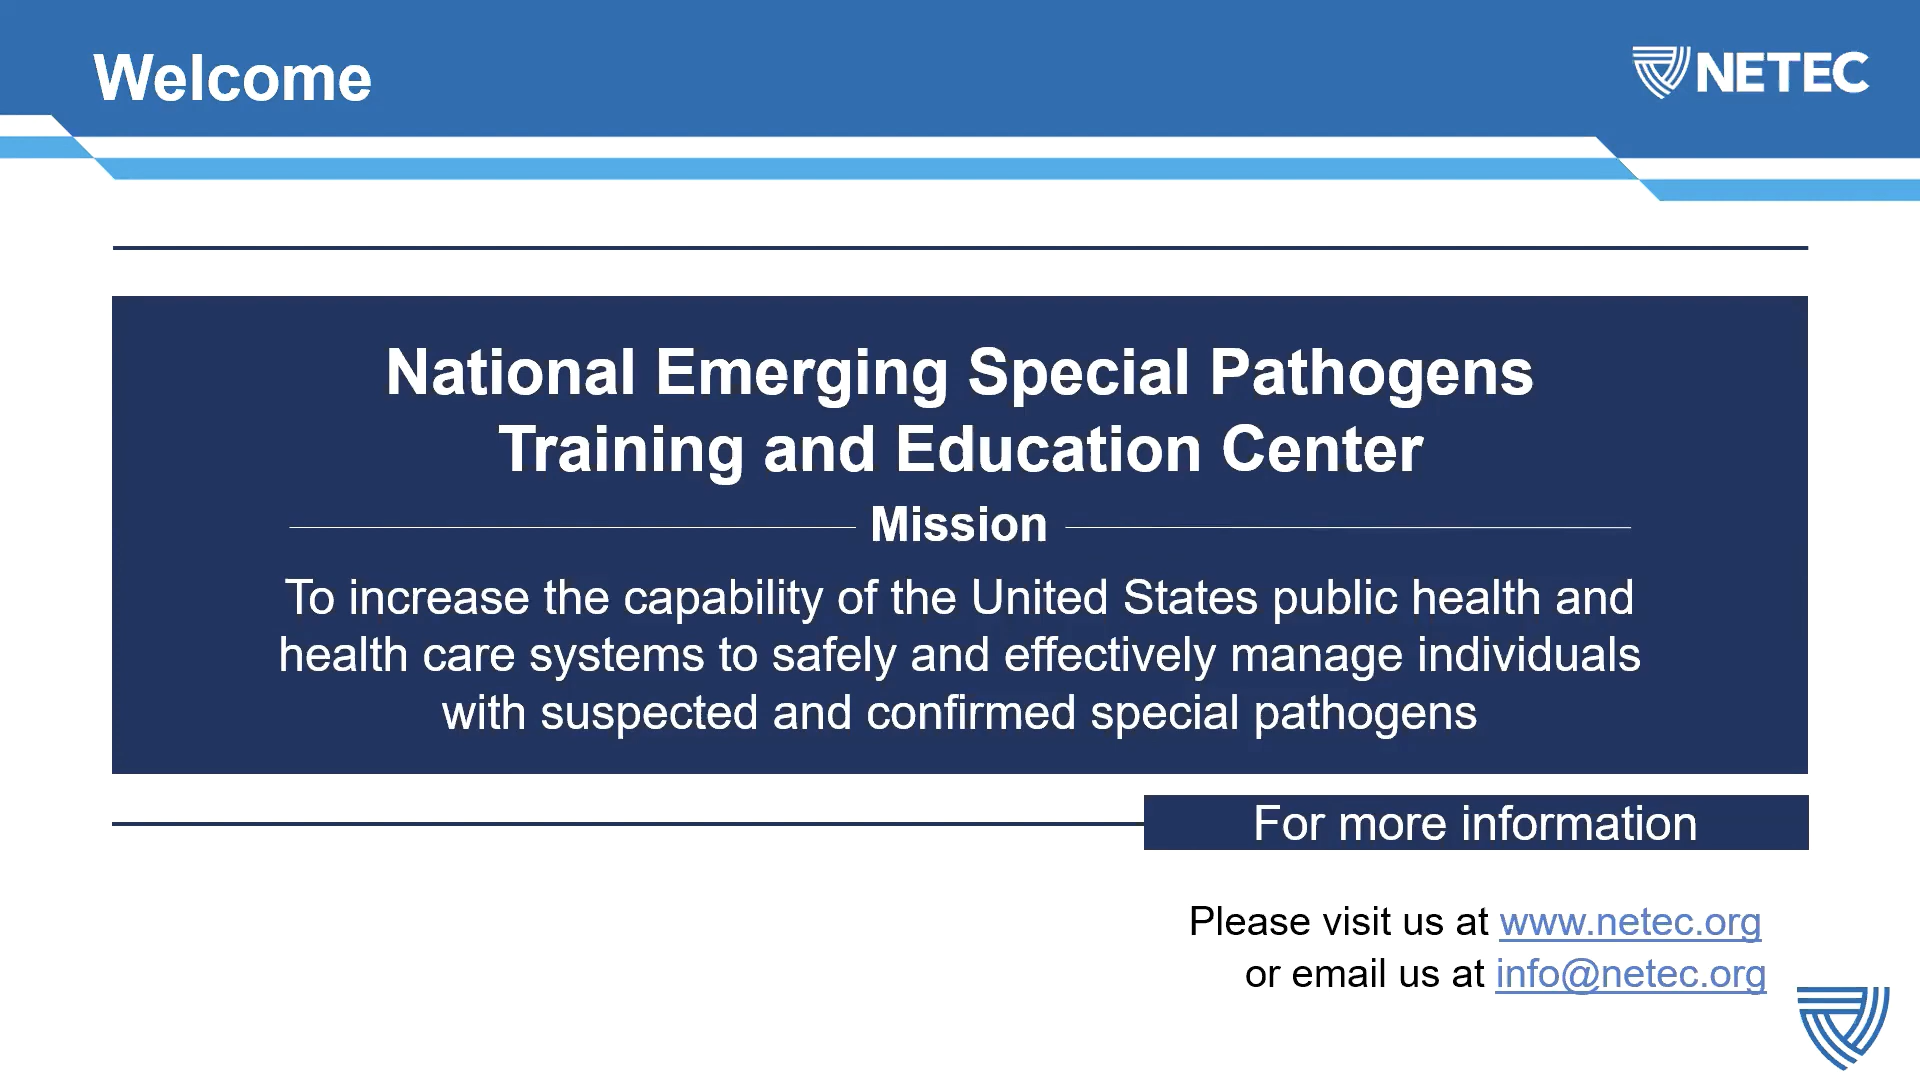 Welcome
NETEC
National Emerging Special Pathogens
Training and Education Center
Mission
To increase the capability of the United States public health and
health care systems to safely and effectively manage individuals
with suspected and confirmed special pathogens
For more information
Please visit us at www.netec.org
or email us at info@netec.org